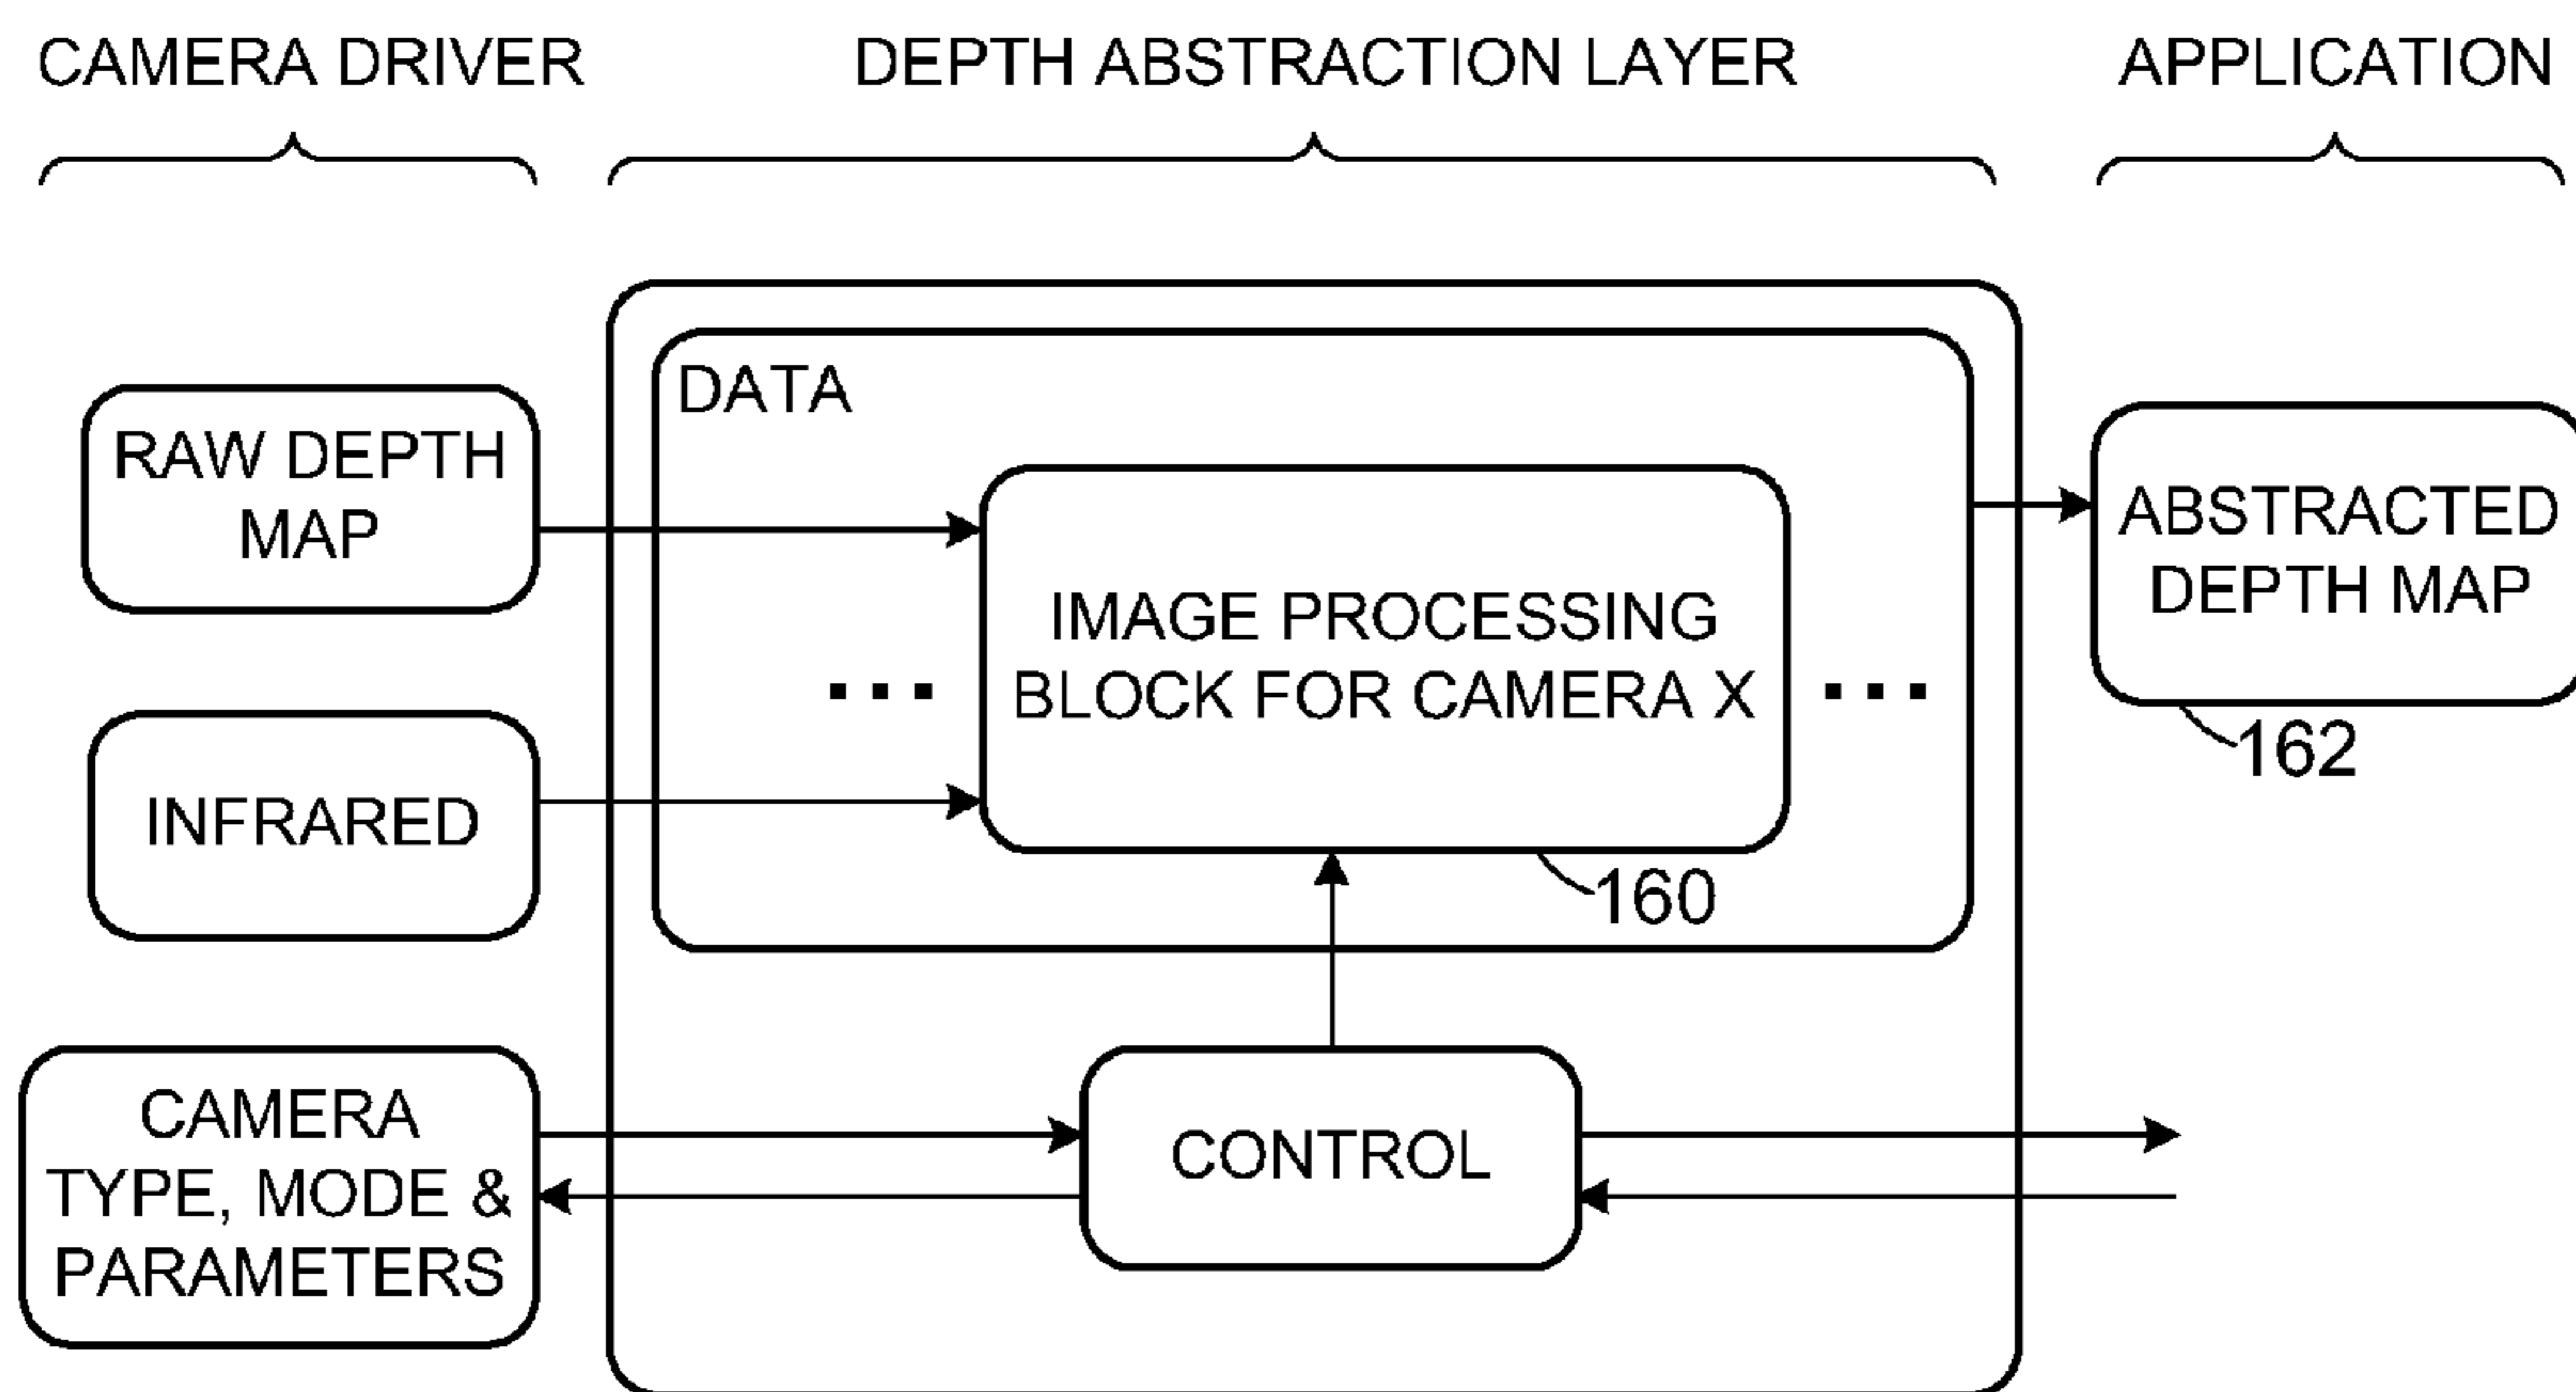 CAMERA DRIVER
DEPTH ABSTRACTION LAYER
APPLICATION
DATA
RAW DEPTH
MAP
INFRARED
CAMERA
TYPE, MODE &
PARAMETERS
IMAGE PROCESSING
BLOCK FOR CAMERA X
160
CONTROL
ABSTRACTED
DEPTH MAP
162